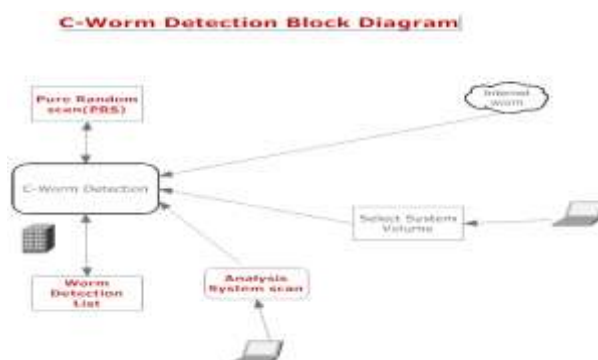 C-Worm Detection Block Diagram
Pure Random
scan(PRS)
Internet
worm
C-Worm Detection
Select System
Volume
Analysis
System scan
Worm
Detection
List